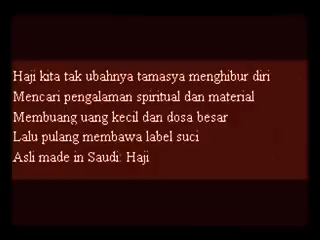 Haji kita tak ubahnya tamasya menghibur diri
Mencari pengalaman spiritual dan material
Membuang uang kecil dan dosa besar
Lalu pulang membawa label suci
Asli made in Saudi: Haji